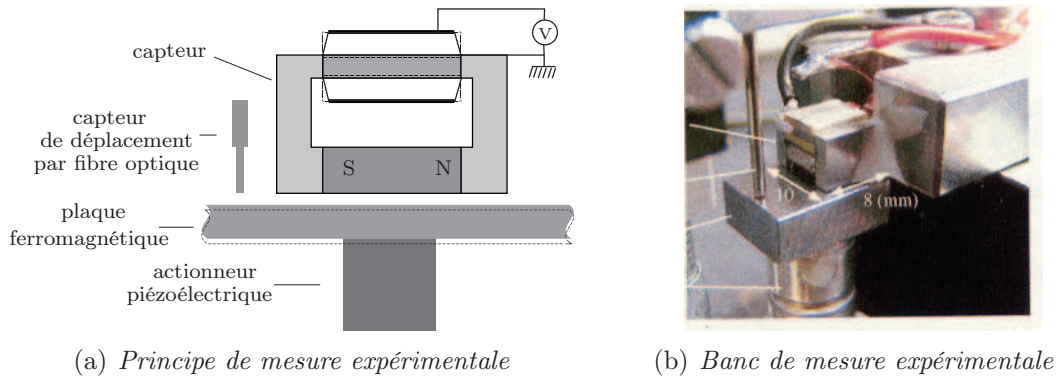 capteur
V
capteur
de déplacement
par fibre optique
S N
plaque
ferromagnétique
actionneur
piézoélectrique
10
8 (mm)
(a) Principe de mesure expérimentale
(b) Banc de mesure expérimentale